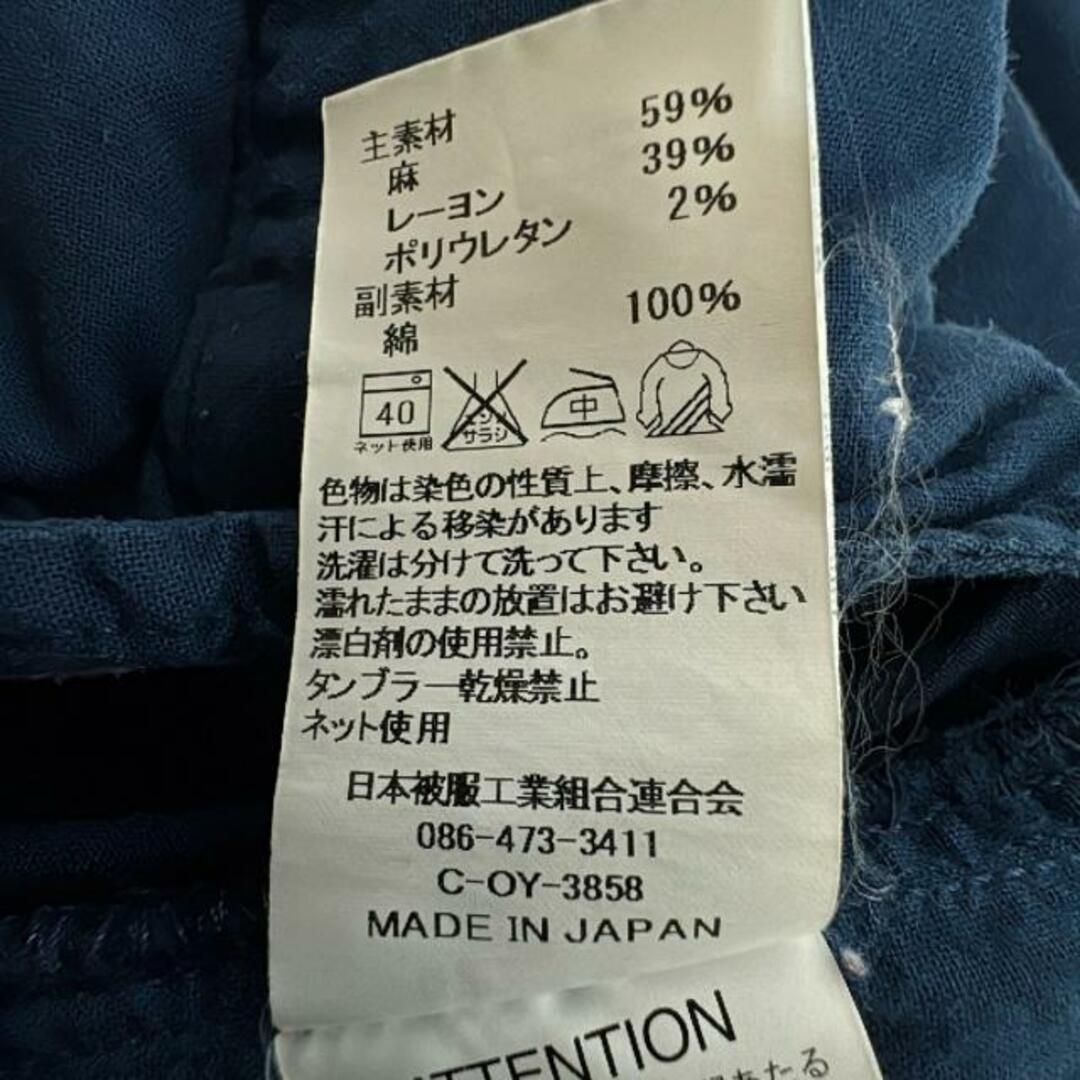 主素材 59%
麻 39%
レーヨン 2%
ポリウレタン
副素材 100%
綿
40
ネット使用
エンソ
サラシ
中
色物は染色の性質上、摩擦、水濡
汗による移染があります
洗濯は分けて洗って下さい。
濡れたままの放置はお避け下さい
漂白剤の使用禁止。
タンブラー乾燥禁止
ネット使用
日本被服工業組合連合会
086-473-3411
C-OY-3858
MADE IN JAPAN
ATTENTION
あたる